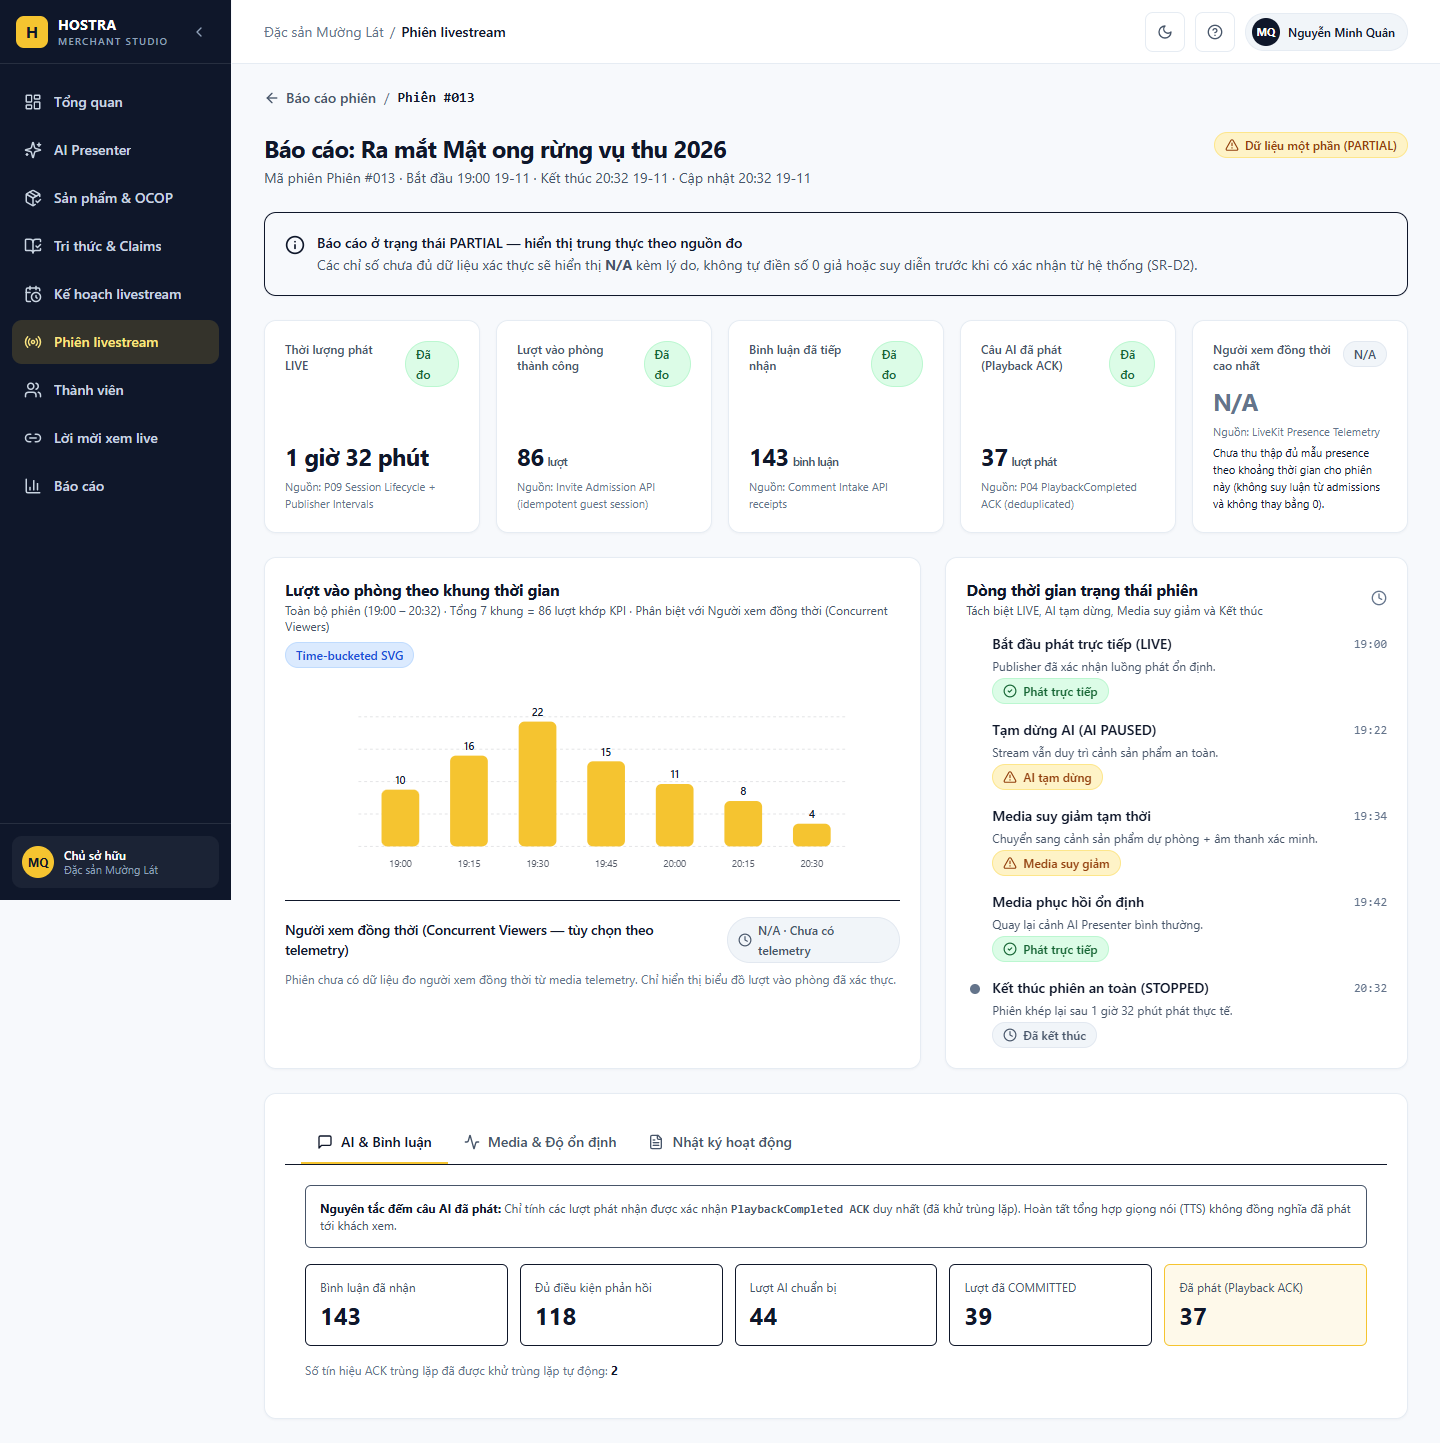 H
HOSTRA
MERCHANT STUDIO
Tổng quan
AI Presenter
Sản phẩm & OCOP
Tri thức & Claims
Kế hoạch livestream
Phiên livestream
Thành viên
Lời mời xem live
Báo cáo
MQ
Chủ sở hữu
Đặc sản Mường Lát
Đặc sản Mường Lát / Phiên livestream
MQ Nguyễn Minh Quân
Báo cáo phiên / Phiên #013
Báo cáo: Ra mắt Mật ong rừng vụ thu 2026
Dữ liệu một phần (PARTIAL)
Mã phiên Phiên #013 · Bắt đầu 19:00 19-11 · Kết thúc 20:32 19-11 · Cập nhật 20:32 19-11
Báo cáo ở trạng thái PARTIAL — hiển thị trung thực theo nguồn đo
Các chỉ số chưa đủ dữ liệu xác thực sẽ hiển thị N/A kèm lý do, không tự điền số 0 giả hoặc suy diễn trước khi có xác nhận từ hệ thống (SR-D2).
Thời lượng phát
LIVE
Đã
đo
1 giờ 32 phút
Nguồn: P09 Session Lifecycle +
Publisher Intervals
Lượt vào phòng
thành công
Đã
đo
86 lượt
Nguồn: Invite Admission API
(idempotent guest session)
Bình luận đã tiếp
nhận
Đã
đo
143 bình luận
Nguồn: Comment Intake API
receipts
Câu AI đã phát
(Playback ACK)
Đã
đo
37 lượt phát
Nguồn: P04 PlaybackCompleted
ACK (deduplicated)
Người xem đồng thời
cao nhất
N/A
N/A
Nguồn: LiveKit Presence Telemetry
Chưa thu thập đủ mẫu presence
theo khoảng thời gian cho phiên
này (không suy luận từ admissions
và không thay bằng 0).
Lượt vào phòng theo khung thời gian
Toàn bộ phiên (19:00 – 20:32) · Tổng 7 khung = 86 lượt khớp KPI · Phân biệt với Người xem đồng thời (Concurrent
Viewers)
Time-bucketed SVG
10
16
22
15
11
8
4
19:00
19:15
19:30
19:45
20:00
20:15
20:30
Người xem đồng thời (Concurrent Viewers — tùy chọn theo
telemetry)
N/A · Chưa có
telemetry
Phiên chưa có dữ liệu đo người xem đồng thời từ media telemetry. Chỉ hiển thị biểu đồ lượt vào phòng đã xác thực.
Dòng thời gian trạng thái phiên
Tách biệt LIVE, AI tạm dừng, Media suy giảm và Kết thúc
Bắt đầu phát trực tiếp (LIVE)
19:00
Publisher đã xác nhận luồng phát ổn định.
Phát trực tiếp
Tạm dừng AI (AI PAUSED)
19:22
Stream vẫn duy trì cảnh sản phẩm an toàn.
AI tạm dừng
Media suy giảm tạm thời
19:34
Chuyển sang cảnh sản phẩm dự phòng + âm thanh xác minh.
Media suy giảm
Media phục hồi ổn định
19:42
Quay lại cảnh AI Presenter bình thường.
Phát trực tiếp
Kết thúc phiên an toàn (STOPPED)
20:32
Phiên khép lại sau 1 giờ 32 phút phát thực tế.
Đã kết thúc
AI & Bình luận
Media & Độ ổn định
Nhật ký hoạt động
Nguyên tắc đếm câu AI đã phát: Chỉ tính các lượt phát nhận được xác nhận PlaybackCompleted ACK duy nhất (đã khử trùng lặp). Hoàn tất tổng hợp giọng nói (TTS) không đồng nghĩa đã phát
tới khách xem.
Bình luận đã nhận
143
Đủ điều kiện phản hồi
118
Lượt AI chuẩn bị
44
Lượt đã COMMITTED
39
Đã phát (Playback ACK)
37
Số tín hiệu ACK trùng lặp đã được khử trùng lặp tự động: 2